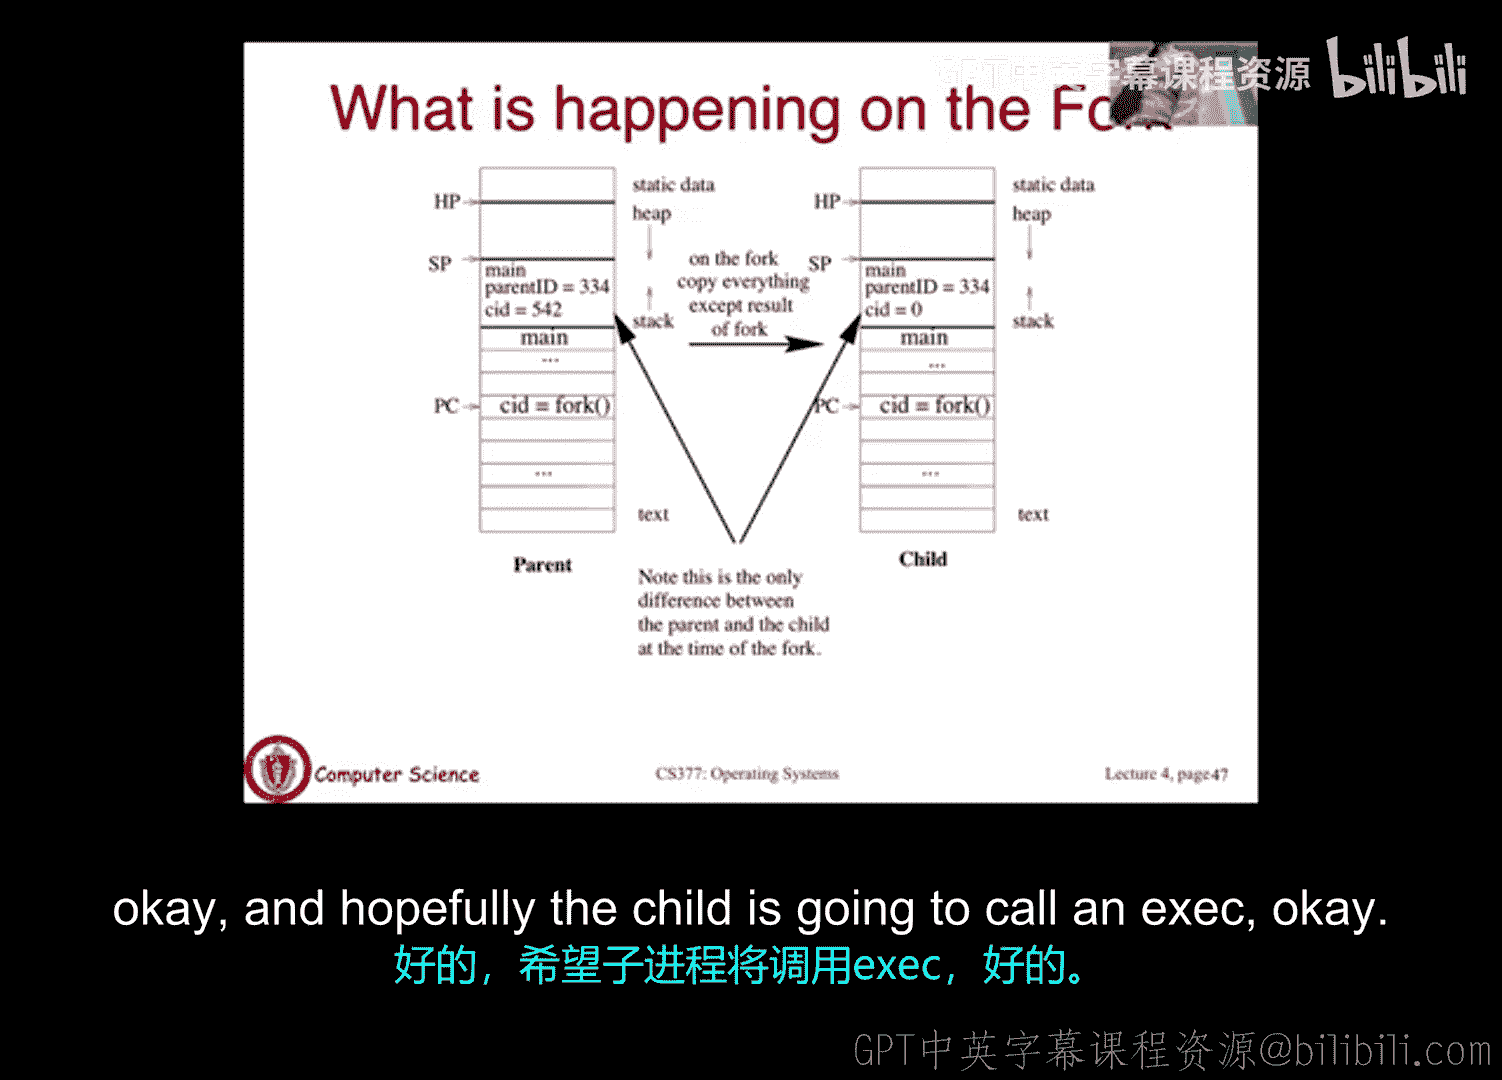 GPT中英字幕课程资源 bilibili
What is happening on the Fork
HP
static data
heap
SP
main
parentID = 334
cid = 542
stack
main
...
PC
cid = fork()
...
text
Parent
on the fork
copy everything
except result
of fork
HP
static data
heap
SP
main
parentID = 334
cid = 0
stack
main
...
PC
cid = fork()
...
text
Child
Note this is the only
difference between
the parent and the child
at the time of the fork.
Computer Science
CS377: Operating Systems
Lecture 4, page47
okay, and hopefully the child is going to call an exec, okay.
好的，希望子进程将调用exec，好的。
GPT中英字幕课程资源@bilibili.com